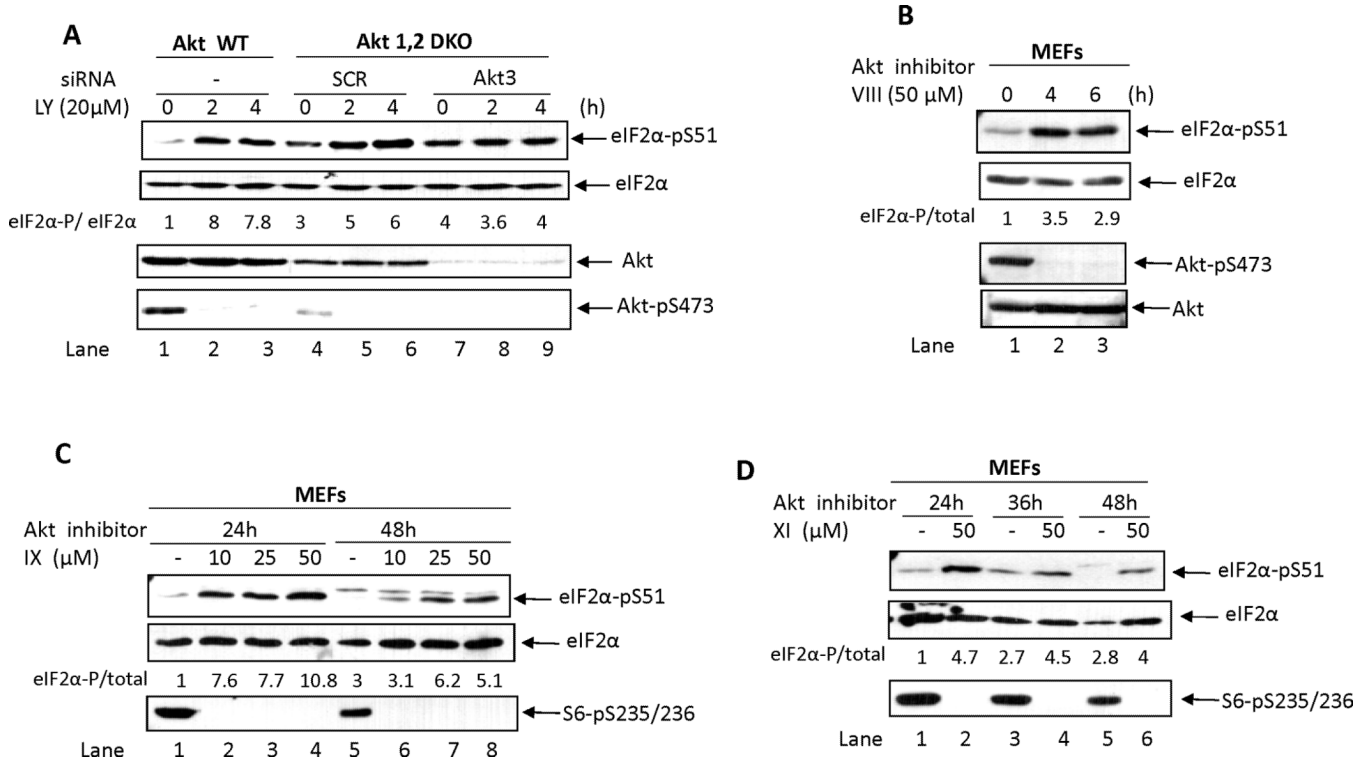 A
Akt WT Akt 1,2 DKO
siRNA - SCR Akt3
LY (20μM) 0 2 4 0 2 4 0 2 4 (h)
eIF2α-pS51
eIF2α
eIF2α-P/ eIF2α 1 8 7.8 3 5 6 4 3.6 4
Akt
Akt-pS473
Lane 1 2 3 4 5 6 7 8 9
B
MEFs
Akt inhibitor
VIII (50 μM) 0 4 6 (h)
eIF2α-pS51
eIF2α
eIF2α-P/total 1 3.5 2.9
Akt-pS473
Akt
Lane 1 2 3
C
MEFs
Akt inhibitor 24h 48h
IX (μM) - 10 25 50 - 10 25 50
eIF2α-pS51
eIF2α
eIF2α-P/total 1 7.6 7.7 10.8 3 3.1 6.2 5.1
S6-pS235/236
Lane 1 2 3 4 5 6 7 8
D
MEFs
Akt inhibitor 24h 36h 48h
XI (μM) - 50 - 50 - 50
eIF2α-pS51
eIF2α
eIF2α-P/total 1 4.7 2.7 4.5 2.8 4
S6-pS235/236
Lane 1 2 3 4 5 6